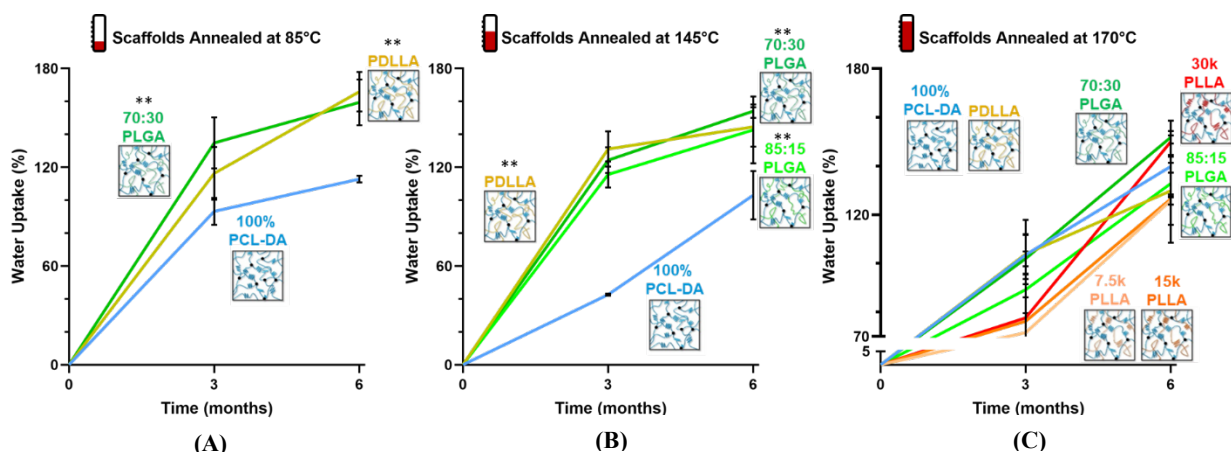 Scaffolds Annealed at 85°C
Water Uptake (%)
180
120
60
0
0
3
6
Time (months)
**
70:30
PLGA
**
PDLLA
100%
PCL-DA
(A)
Scaffolds Annealed at 145°C
Water Uptake (%)
180
120
60
0
0
3
6
Time (months)
**
PDLLA
**
70:30
PLGA
**
85:15
PLGA
100%
PCL-DA
(B)
Scaffolds Annealed at 170°C
Water Uptake (%)
180
120
70
5
0
3
6
Time (months)
100%
PCL-DA
PDLLA
70:30
PLGA
30k
PLLA
85:15
PLGA
7.5k
PLLA
15k
PLLA
(C)